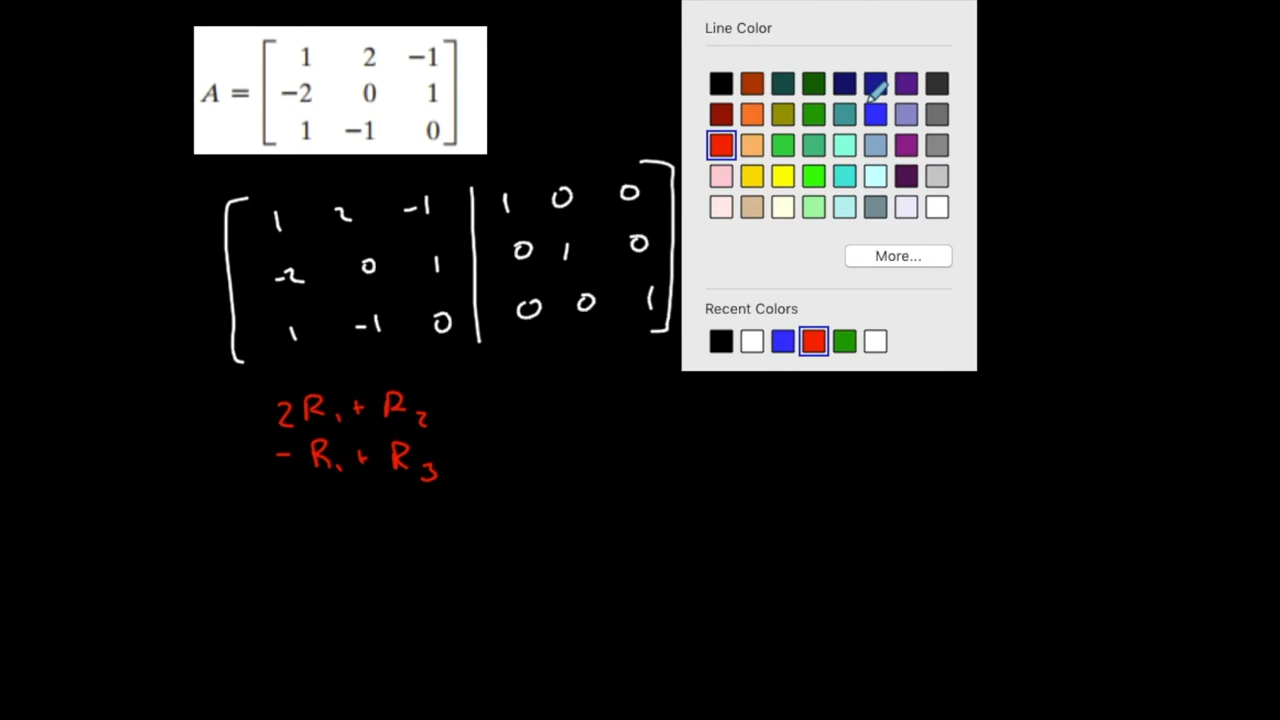 Line Color
1 2 −1
A = −2 0 1
1 −1 0
1 2 -1 | 1 0 0
-2 0 1 | 0 1 0
1 -1 0 | 0 0 1
More...
Recent Colors
2R₁ + R₂
- R₁ + R₃